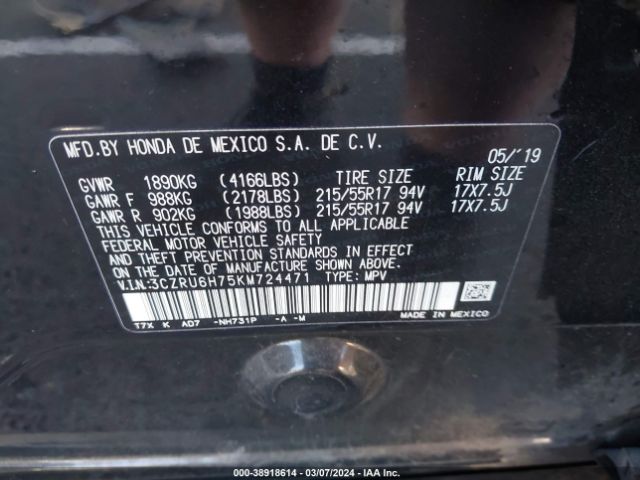 MFD.BY HONDA DE MEXICO S.A. DE C.V.
05/'19
GVWR 1890KG (4166LBS) TIRE SIZE RIM SIZE
GAWR F 988KG (2178LBS) 215/55R17 94V 17X7.5J
GAWR R 902KG (1988LBS) 215/55R17 94V 17X7.5J
THIS VEHICLE CONFORMS TO ALL APPLICABLE
FEDERAL MOTOR VEHICLE SAFETY
AND THEFT PREVENTION STANDARDS IN EFFECT
ON THE DATE OF MANUFACTURE SHOWN ABOVE.
V.I.N.:3CZRU6H75KM724471 TYPE: MPV
T7X K AD7 -NH731P -A -M
MADE IN MEXICO
000-38918614 - 03/07/2024 - IAA Inc.